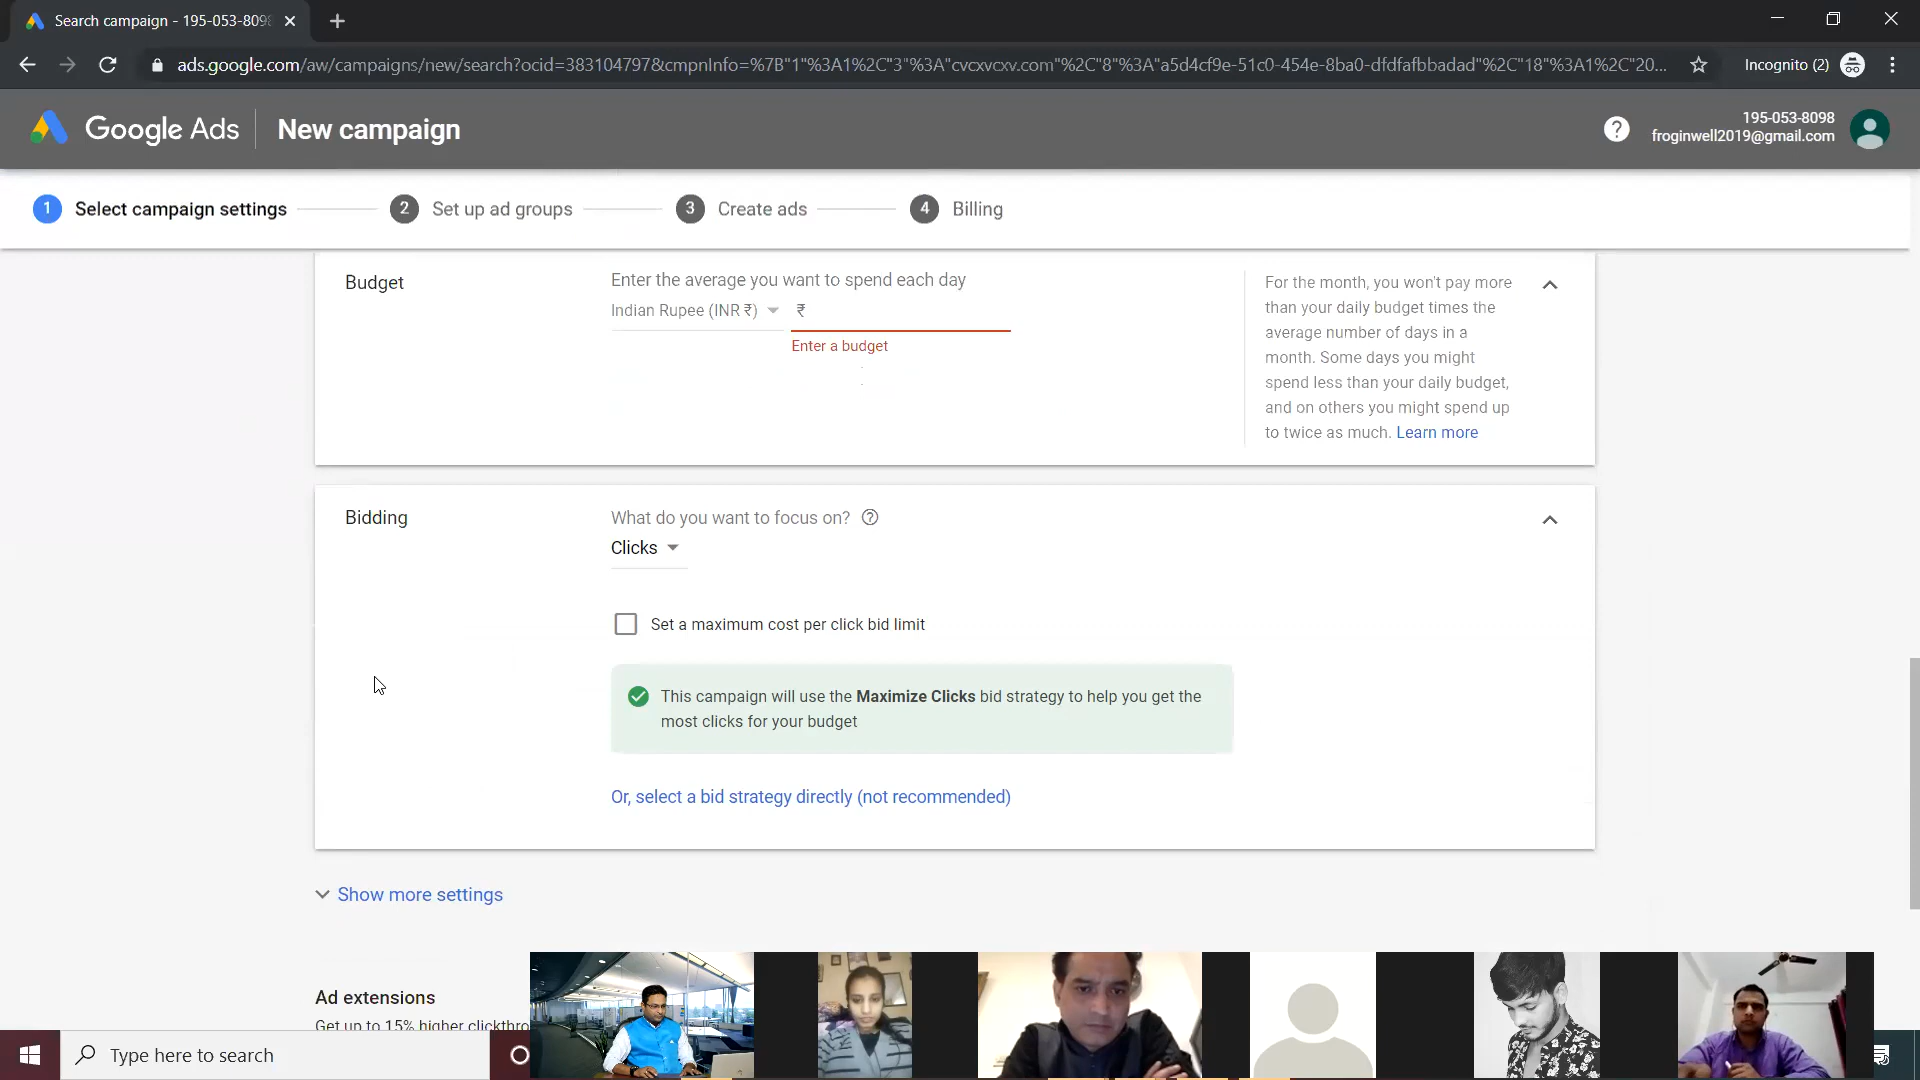 Search campaign - 195-053-8098
ads.google.com/aw/campaigns/new/search?ocid=383104797&cmpnInfo=%7B"1"%3A1%2C"3"%3A"cvcxvcxv.com"%2C"8"%3A"a5d4cf9e-51c0-454e-8ba0-dfdfafbbadad"%2C"18"%3A1%2C"20...
Incognito (2)
Google Ads
New campaign
195-053-8098
froginwell2019@gmail.com
1 Select campaign settings
2 Set up ad groups
3 Create ads
4 Billing
Budget
Enter the average you want to spend each day
Indian Rupee (INR ₹)
₹
Enter a budget
For the month, you won't pay more
than your daily budget times the
average number of days in a
month. Some days you might
spend less than your daily budget,
and on others you might spend up
to twice as much. Learn more
Bidding
What do you want to focus on?
Clicks
Set a maximum cost per click bid limit
This campaign will use the Maximize Clicks bid strategy to help you get the
most clicks for your budget
Or, select a bid strategy directly (not recommended)
Show more settings
Ad extensions
Get up to 15% higher clickthro
Type here to search